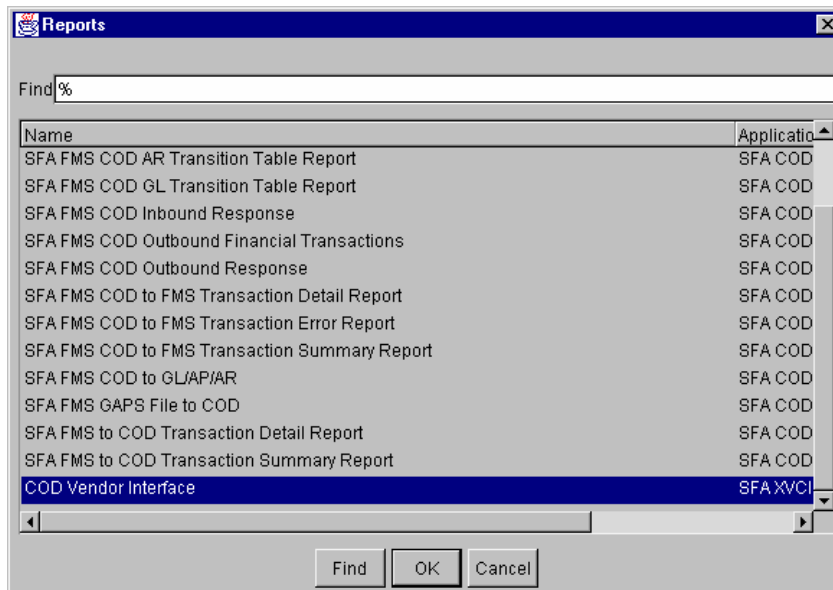 Reports
Find %
Name Applicatio
SFA FMS COD AR Transition Table Report SFA COD
SFA FMS COD GL Transition Table Report SFA COD
SFA FMS COD Inbound Response SFA COD
SFA FMS COD Outbound Financial Transactions SFA COD
SFA FMS COD Outbound Response SFA COD
SFA FMS COD to FMS Transaction Detail Report SFA COD
SFA FMS COD to FMS Transaction Error Report SFA COD
SFA FMS COD to FMS Transaction Summary Report SFA COD
SFA FMS COD to GL/AP/AR SFA COD
SFA FMS GAPS File to COD SFA COD
SFA FMS to COD Transaction Detail Report SFA COD
SFA FMS to COD Transaction Summary Report SFA COD
COD Vendor Interface SFA XVCI
Find OK Cancel